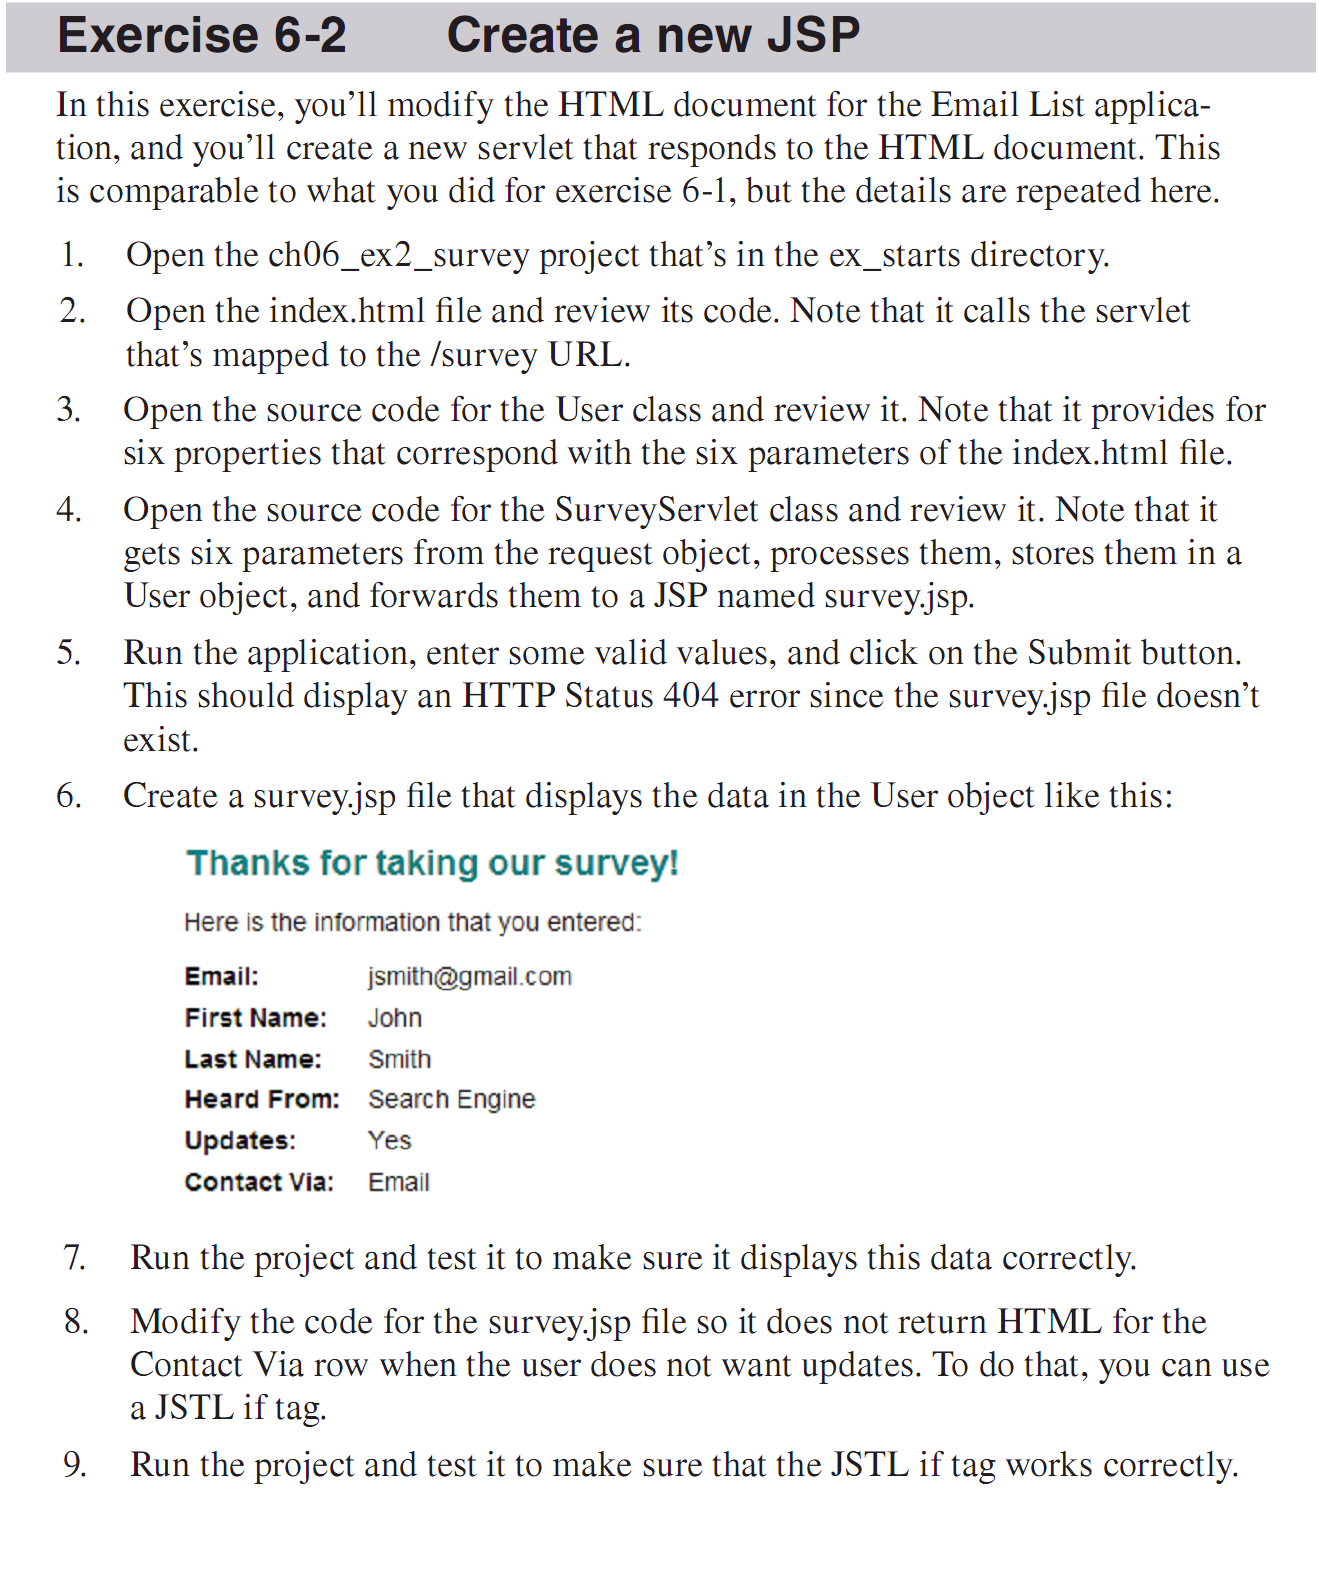 Exercise 6-2 Create a new JSP
In this exercise, you’ll modify the HTML document for the Email List applica-
tion, and you’ll create a new servlet that responds to the HTML document. This
is comparable to what you did for exercise 6-1, but the details are repeated here.
1. Open the ch06_ex2_survey project that’s in the ex_starts directory.
2. Open the index.html file and review its code. Note that it calls the servlet
that’s mapped to the /survey URL.
3. Open the source code for the User class and review it. Note that it provides for
six properties that correspond with the six parameters of the index.html file.
4. Open the source code for the SurveyServlet class and review it. Note that it
gets six parameters from the request object, processes them, stores them in a
User object, and forwards them to a JSP named survey.jsp.
5. Run the application, enter some valid values, and click on the Submit button.
This should display an HTTP Status 404 error since the survey.jsp file doesn’t
exist.
6. Create a survey.jsp file that displays the data in the User object like this:
Thanks for taking our survey!
Here is the information that you entered:
Email: jsmith@gmail.com
First Name: John
Last Name: Smith
Heard From: Search Engine
Updates: Yes
Contact Via: Email
7. Run the project and test it to make sure it displays this data correctly.
8. Modify the code for the survey.jsp file so it does not return HTML for the
Contact Via row when the user does not want updates. To do that, you can use
a JSTL if tag.
9. Run the project and test it to make sure that the JSTL if tag works correctly.